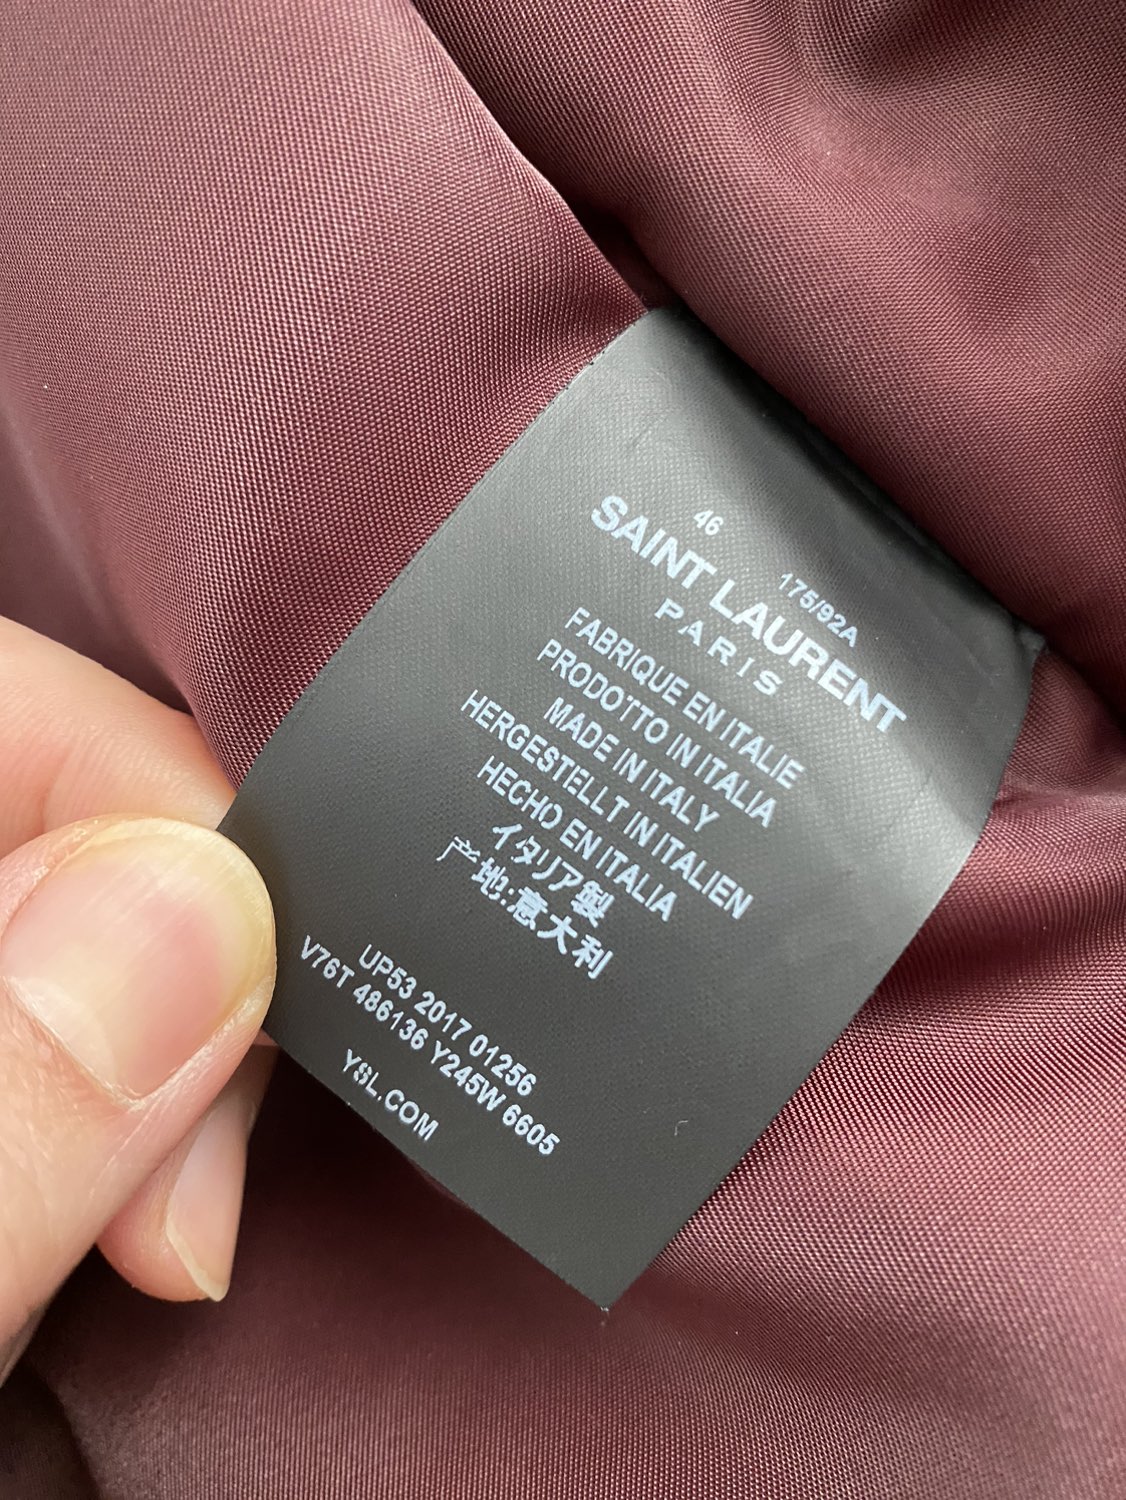 46 175/92A
SAINT LAURENT
PARIS
FABRIQUE EN ITALIE
PRODOTTO IN ITALIA
MADE IN ITALY
HERGESTELLT IN ITALIEN
HECHO EN ITALIA
イタリア製
产地:意大利
UP53 2017 01256
V76T 486136 Y245W 6605
YSL.COM